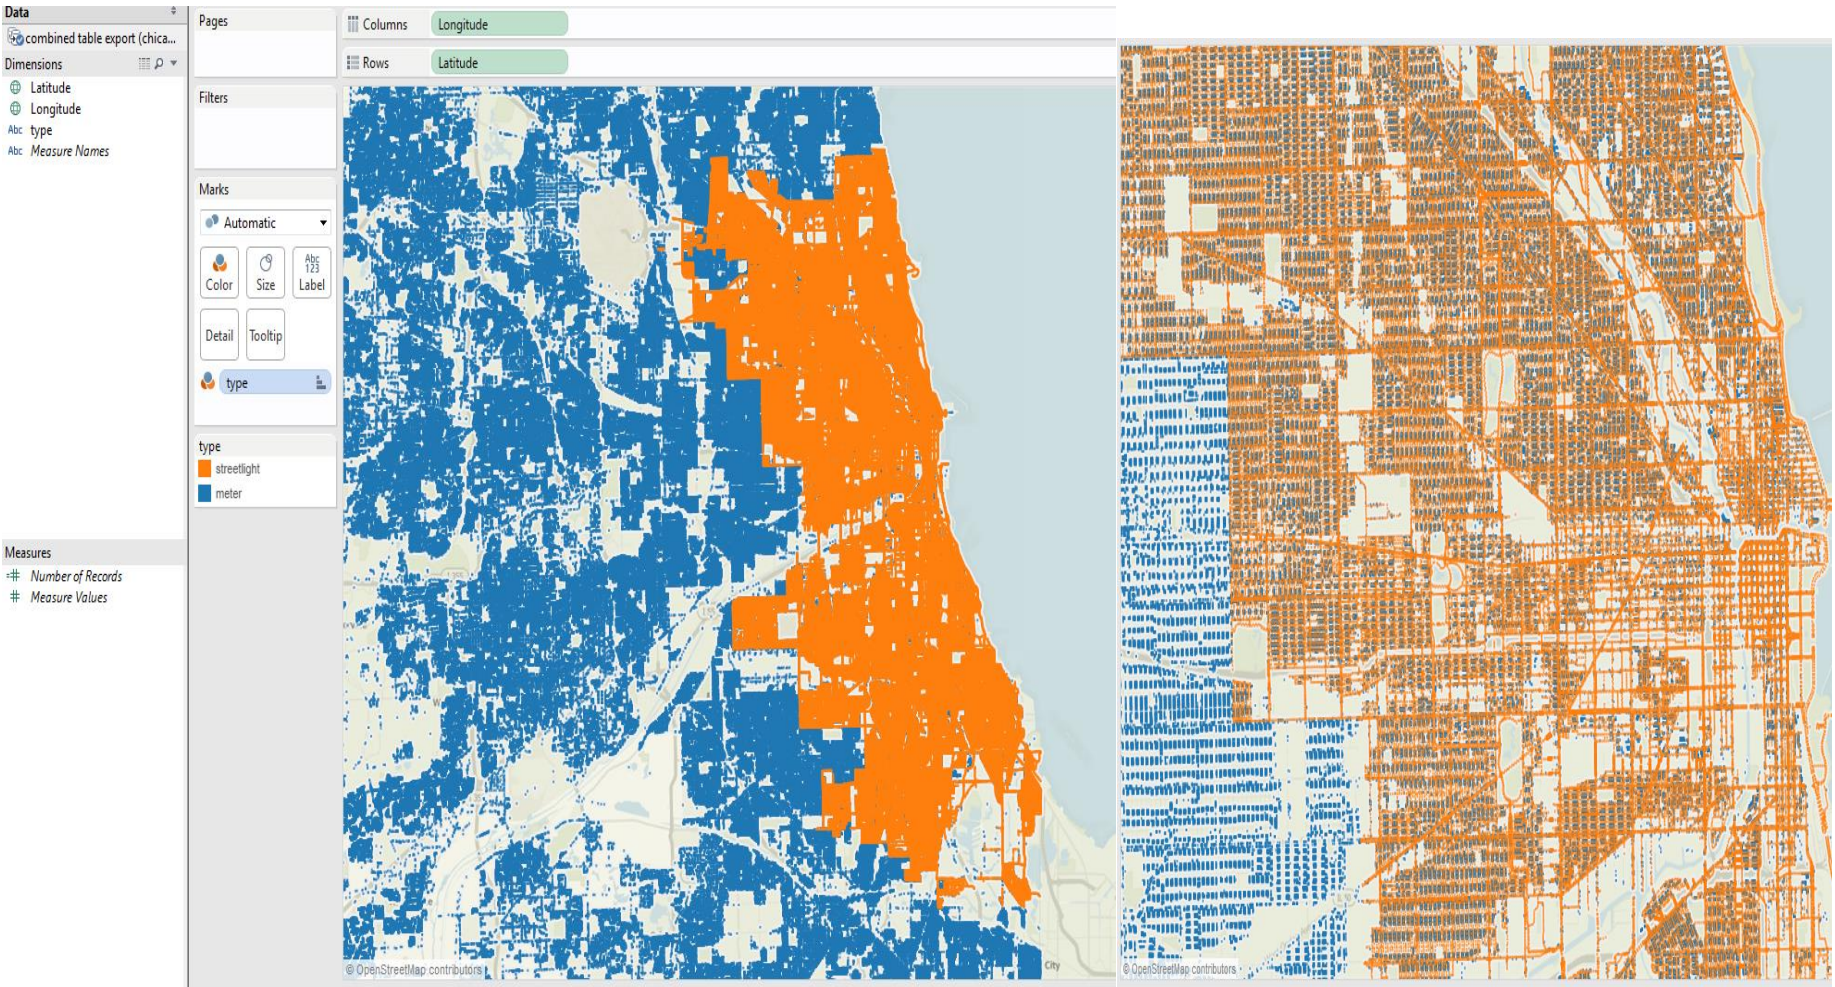 Data
combined table export (chica...
Dimensions
Latitude
Longitude
Abc type
Abc Measure Names
Measures
=# Number of Records
# Measure Values
Pages
Filters
Marks
Automatic
Color
Size
Abc
123
Label
Detail
Tooltip
type
type
streetlight
meter
Columns
Longitude
Rows
Latitude
© OpenStreetMap contributors
City
© OpenStreetMap contributors